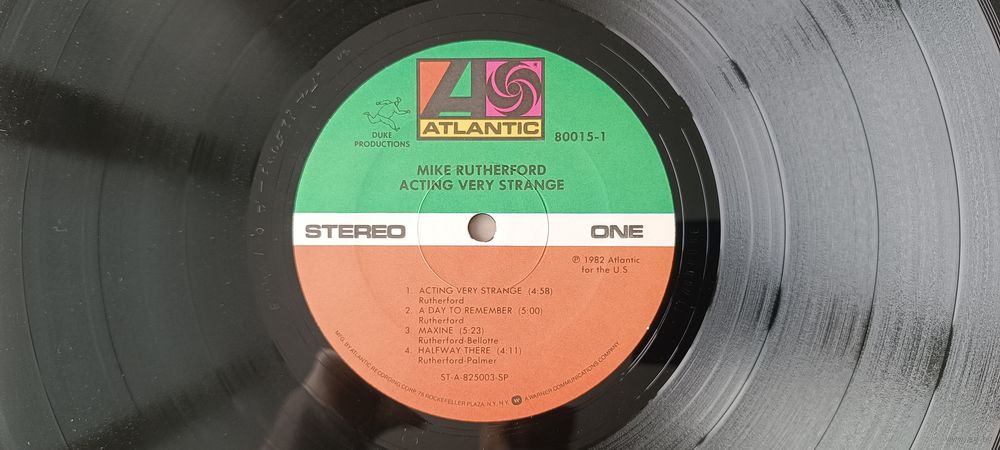 ATLANTIC
DUKE
PRODUCTIONS
80015-1
MIKE RUTHERFORD
ACTING VERY STRANGE
STEREO
ONE
℗ 1982 Atlantic
for the U.S.
1. ACTING VERY STRANGE (4:58)
Rutherford
2. A DAY TO REMEMBER (5:00)
Rutherford
3. MAXINE (5:23)
Rutherford-Bellotte
4. HALFWAY THERE (4:11)
Rutherford-Palmer
ST-A-825003-SP
MFG. BY ATLANTIC RECORDING CORP. 75 ROCKEFELLER PLAZA, N.Y. N.Y. W A WARNER COMMUNICATIONS COMPANY